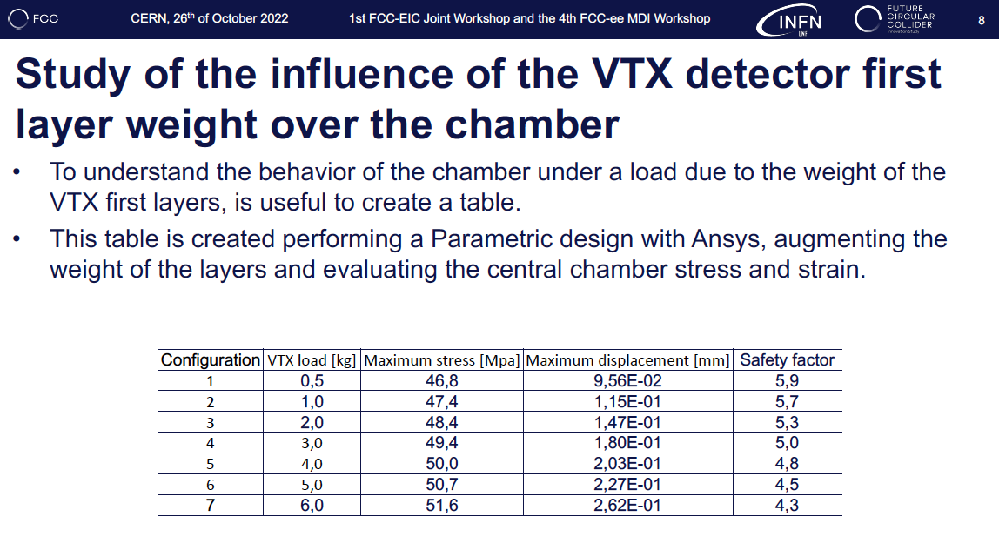 FCC
CERN, 26th of October 2022
1st FCC-EIC Joint Workshop and the 4th FCC-ee MDI Workshop
INFN
LNF
FUTURE
CIRCULAR
COLLIDER
Innovation Study
8
Study of the influence of the VTX detector first
layer weight over the chamber
• To understand the behavior of the chamber under a load due to the weight of the
VTX first layers, is useful to create a table.
• This table is created performing a Parametric design with Ansys, augmenting the
weight of the layers and evaluating the central chamber stress and strain.
Configuration VTX load [kg] Maximum stress [Mpa] Maximum displacement [mm] Safety factor
1 0,5 46,8 9,56E-02 5,9
2 1,0 47,4 1,15E-01 5,7
3 2,0 48,4 1,47E-01 5,3
4 3,0 49,4 1,80E-01 5,0
5 4,0 50,0 2,03E-01 4,8
6 5,0 50,7 2,27E-01 4,5
7 6,0 51,6 2,62E-01 4,3